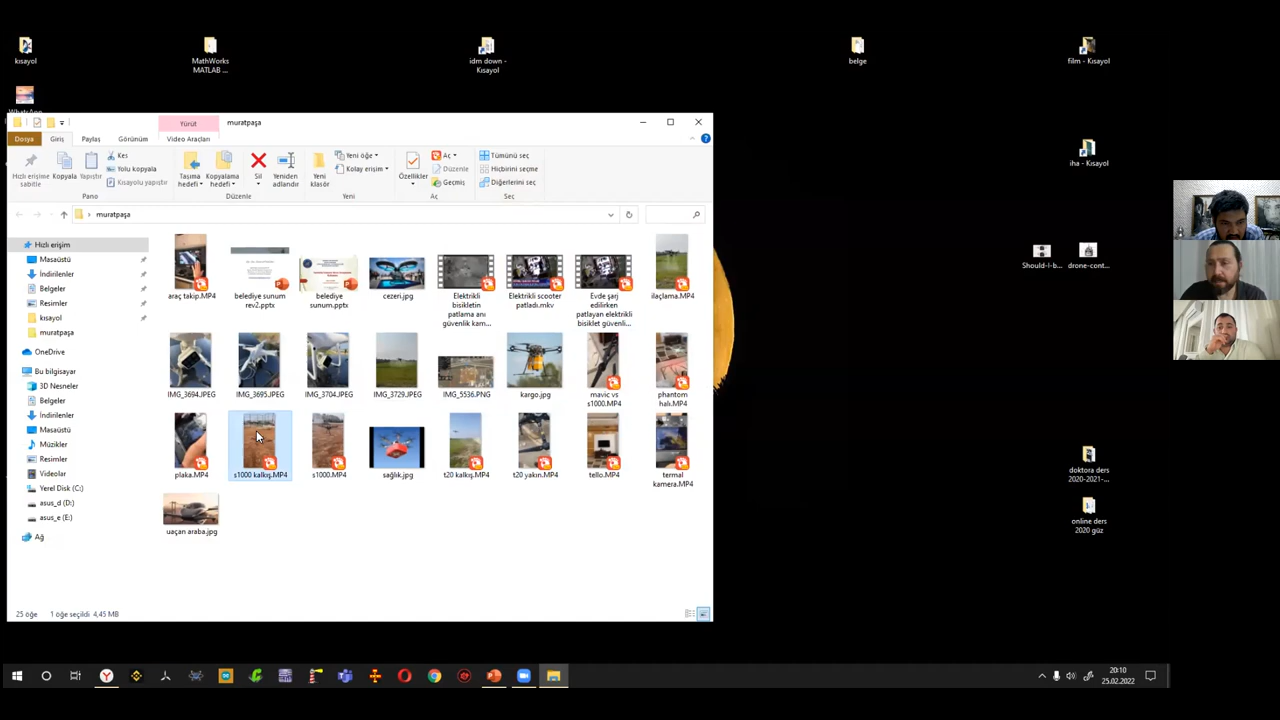 kısayol
MathWorks
MATLAB ...
idm down -
Kısayol
belge
film - Kısayol
muratpaşa
Yürüt
Dosya
Giriş
Paylaş
Görünüm
Video Araçları
Hızlı erişime
sabitle
Kopyala
Yapıştır
Kes
Yolu kopyala
Kısayolu yapıştır
Pano
Taşıma
hedefi
Kopyalama
hedefi
Sil
Yeniden
adlandır
Düzenle
Yeni
klasör
Yeni öğe
Kolay erişim
Yeni
Özellikler
Aç
Düzenle
Geçmiş
Aç
Tümünü seç
Hiçbirini seçme
Diğerlerini seç
Seç
iha - Kısayol
muratpaşa
Hızlı erişim
Masaüstü
İndirilenler
Belgeler
Resimler
kısayol
muratpaşa
OneDrive
Bu bilgisayar
3D Nesneler
Belgeler
İndirilenler
Masaüstü
Müzikler
Resimler
Videolar
Yerel Disk (C:)
asus_d (D:)
asus_e (E:)
Ağ
araç takip.MP4
belediye sunum
rev2.pptx
belediye
sunum.pptx
cezeri.jpg
Elektrikli
bisikletin
patlama anı
güvenlik kam...
Elektrikli scooter
patladı.mkv
Evde şarj
edilirken
patlayan elektrikli
bisiklet güvenli...
ilaçlama.MP4
IMG_3694.JPEG
IMG_3695.JPEG
IMG_3704.JPEG
IMG_3729.JPEG
IMG_5536.PNG
kargo.jpg
mavic vs
s1000.MP4
phantom
halı.MP4
plaka.MP4
s1000 kalkış.MP4
s1000.MP4
sağlık.jpg
t20 kalkış.MP4
t20 yakın.MP4
tello.MP4
termal
kamera.MP4
uaçan araba.jpg
Should-I-b...
drone-cont...
doktora ders
2020-2021-...
online ders
2020 güz
25 öğe
1 öğe seçildi 4,45 MB
20:10
25.02.2022